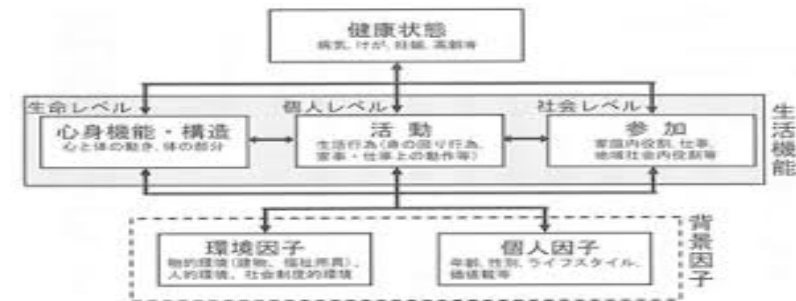 健康状態
病気, けが, 妊娠, 高齢等
生命レベル
個人レベル
社会レベル
心身機能・構造
心と体の動き, 体の部分
活動
生活行為(身の回り行為,
家事・仕事上の動作等)
参加
家庭内役割, 仕事,
地域社会内役割等
生活機能
環境因子
物的環境(建物, 福祉用具),
人的環境, 社会制度的環境
個人因子
年齢, 性別, ライフスタイル,
価値観等
背景因子